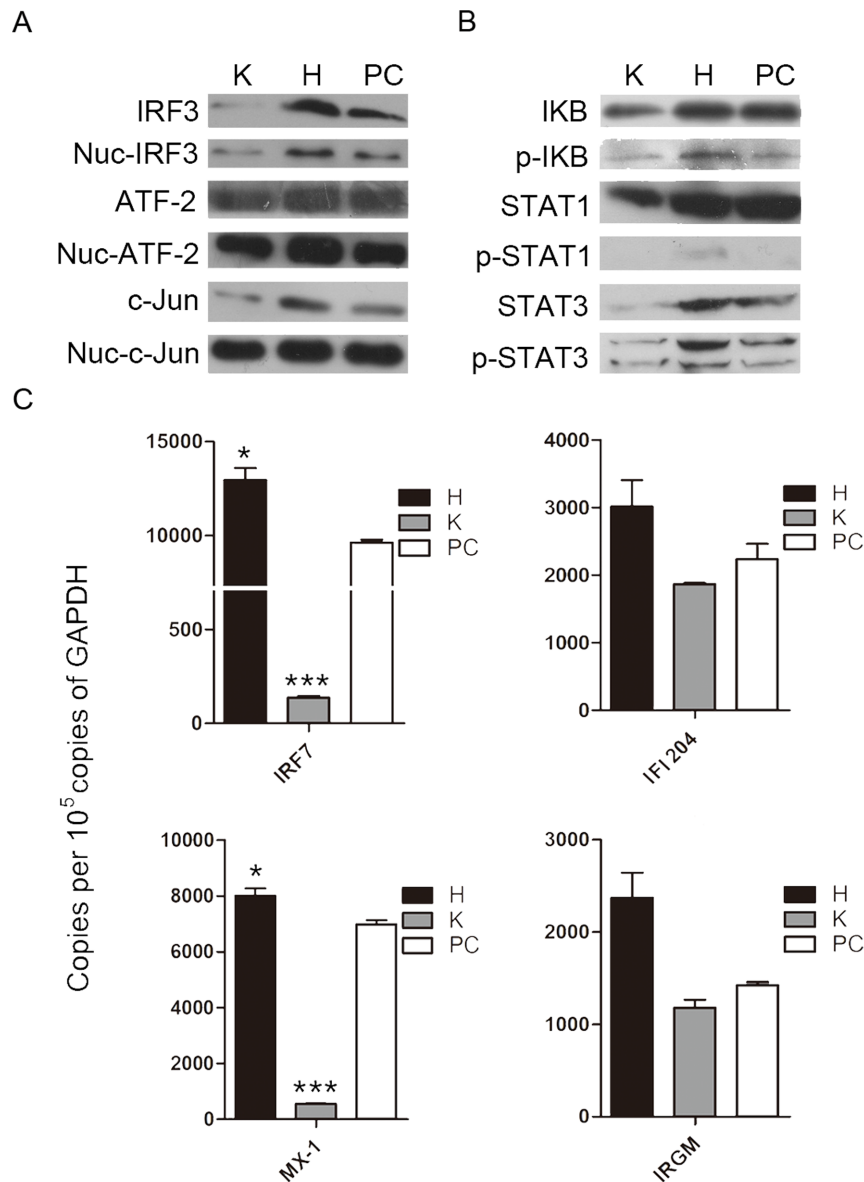 A
K H PC
IRF3
Nuc-IRF3
ATF-2
Nuc-ATF-2
c-Jun
Nuc-c-Jun
B
K H PC
IKB
p-IKB
STAT1
p-STAT1
STAT3
p-STAT3
C
Copies per 10⁵ copies of GAPDH
15000
10000
500
0
*
***
H
K
PC
IRF7
4000
3000
2000
1000
0
H
K
PC
IFI204
10000
8000
6000
4000
2000
0
*
***
H
K
PC
MX-1
3000
2000
1000
0
H
K
PC
IRGM